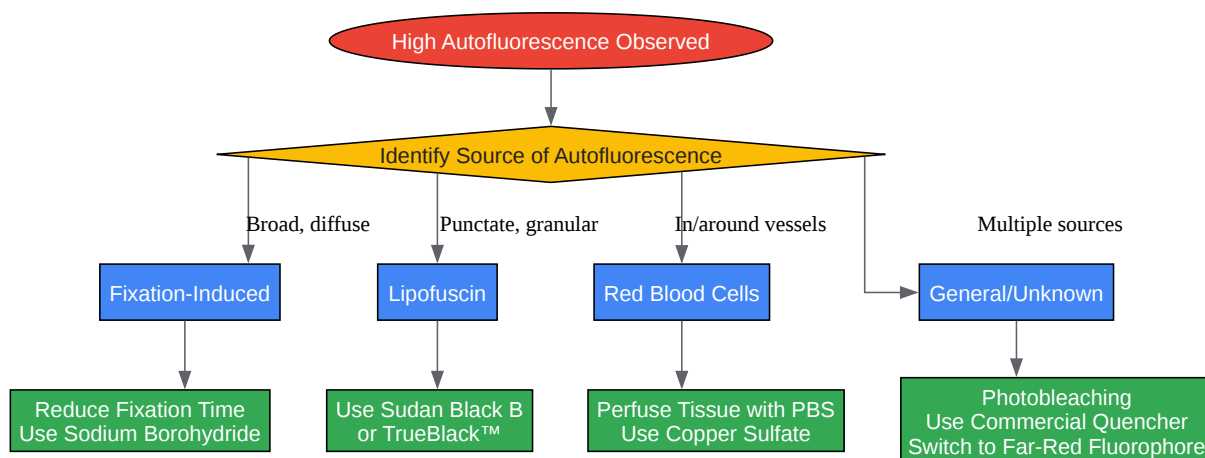 High Autofluorescence Observed
Identify Source of Autofluorescence
Broad, diffuse
Punctate, granular
In/around vessels
Multiple sources
Fixation-Induced
Lipofuscin
Red Blood Cells
General/Unknown
Reduce Fixation Time
Use Sodium Borohydride
Use Sudan Black B
or TrueBlack™
Perfuse Tissue with PBS
Use Copper Sulfate
Photobleaching
Use Commercial Quencher
Switch to Far-Red Fluorophore